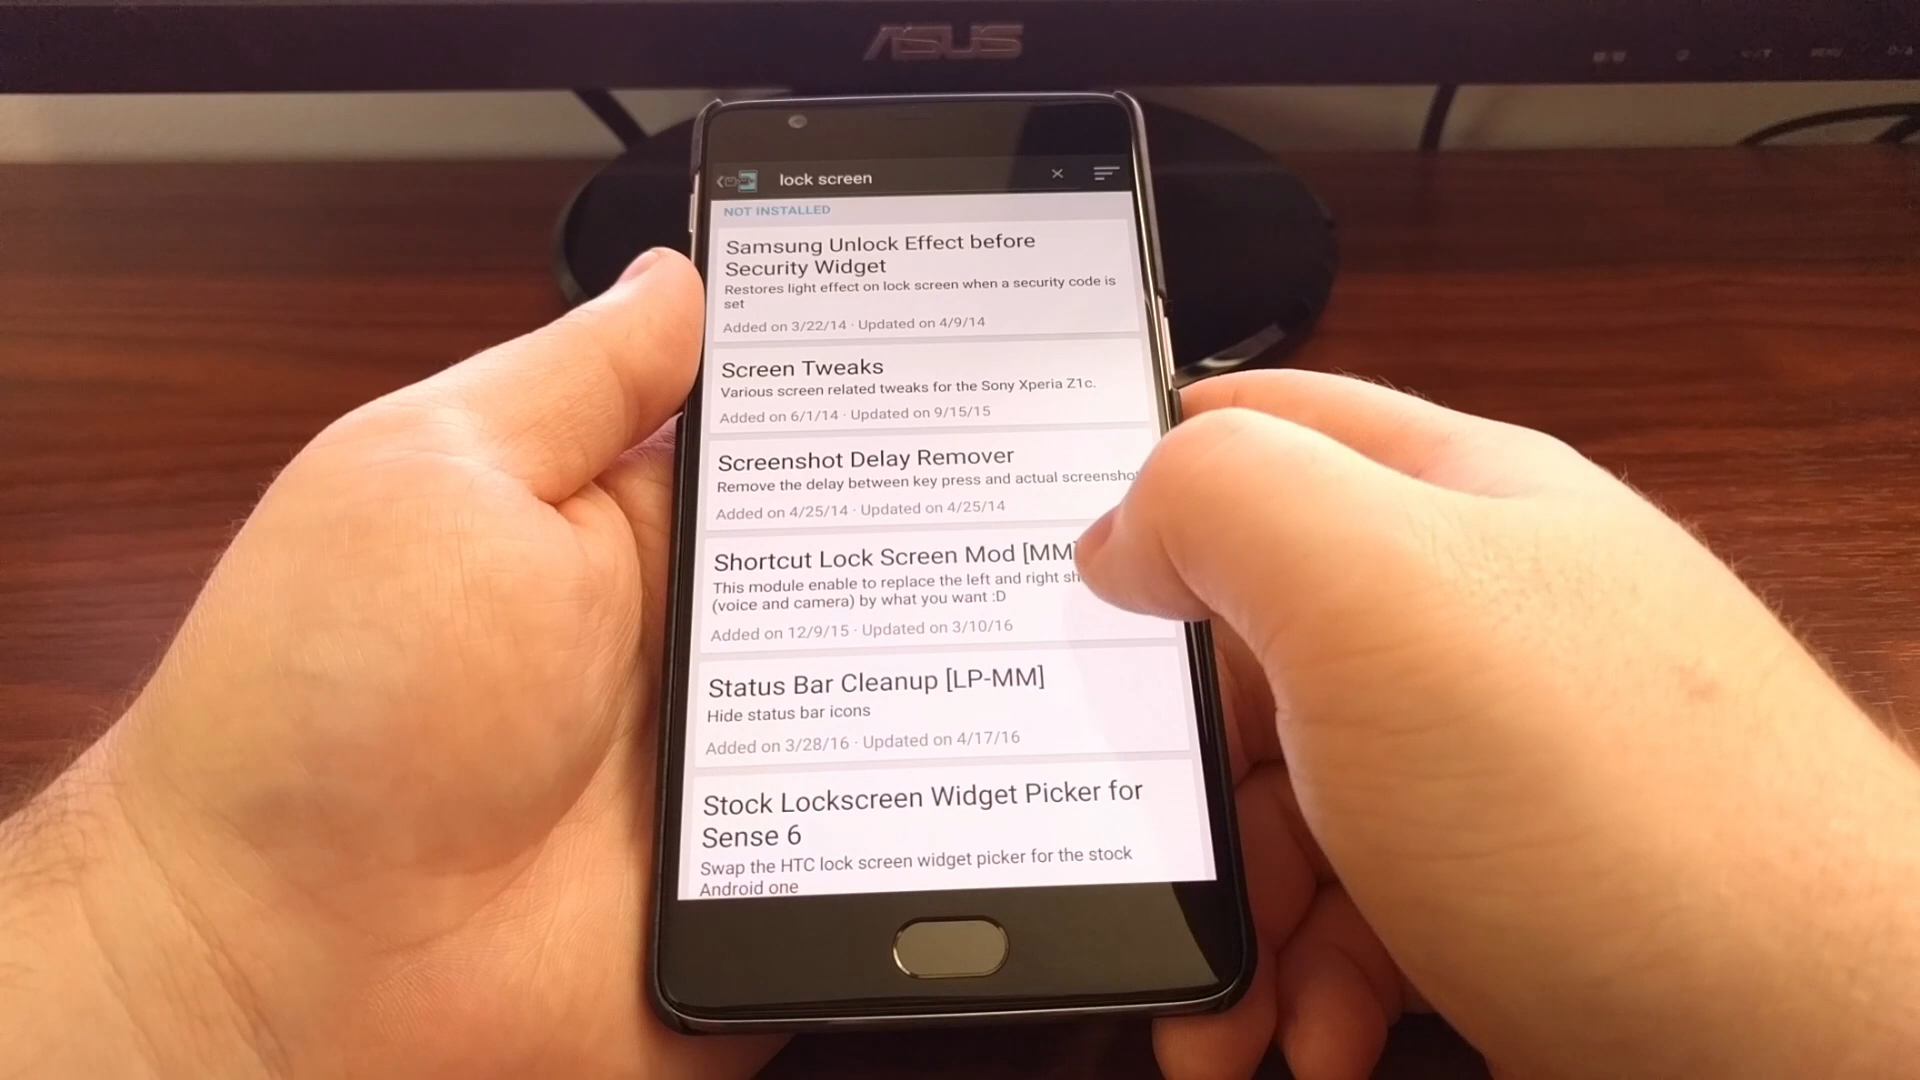 ASUS
lock screen
NOT INSTALLED
Samsung Unlock Effect before
Security Widget
Restores light effect on lock screen when a security code is
set
Added on 3/22/14 · Updated on 4/9/14
Screen Tweaks
Various screen related tweaks for the Sony Xperia Z1c.
Added on 6/1/14 · Updated on 9/15/15
Screenshot Delay Remover
Remove the delay between key press and actual
Added on 4/25/14 · Updated on 4/25/14
Shortcut Lock Screen Mod [MM]
This module enable to replace the left and right
(voice and camera) by what you want :D
Added on 12/9/15 · Updated on 3/10/16
Status Bar Cleanup [LP-MM]
Hide status bar icons
Added on 3/28/16 · Updated on 4/17/16
Stock Lockscreen Widget Picker for
Sense 6
Swap the HTC lock screen widget picker for the stock
Android one